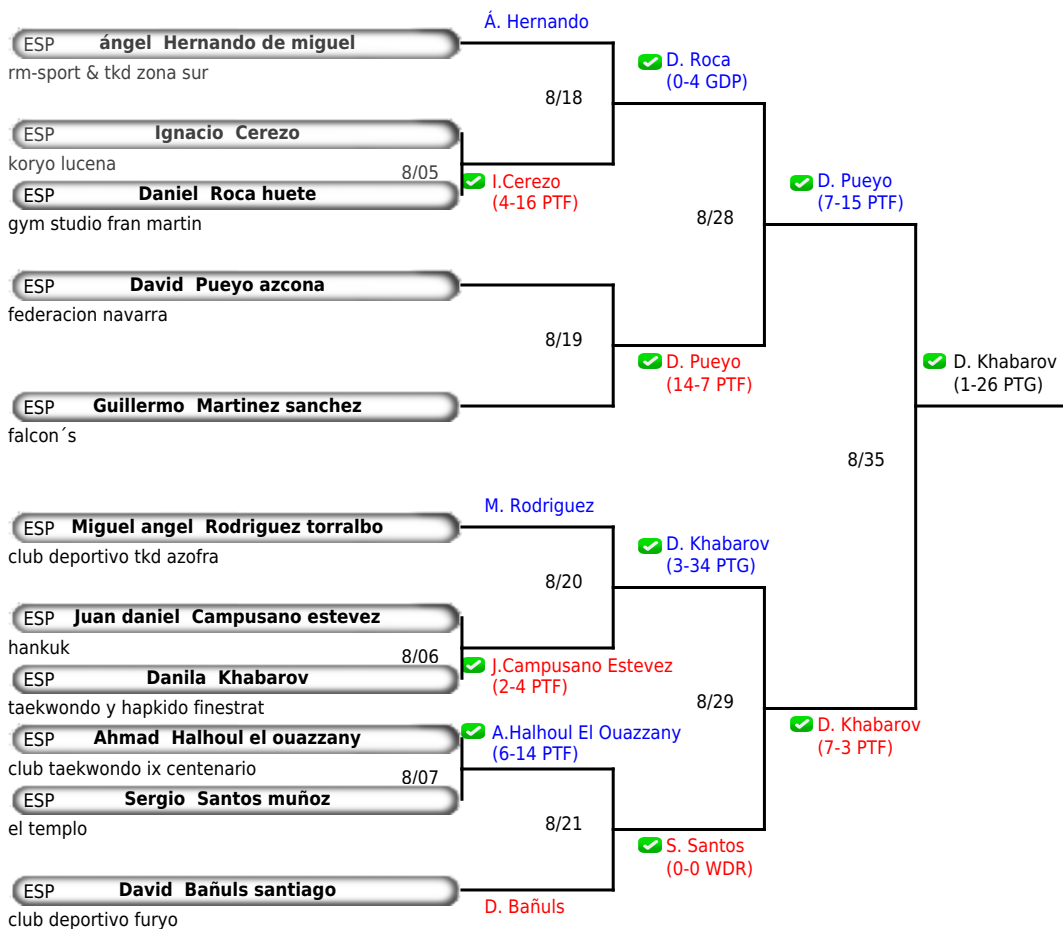 Á. Hernando
ESP ángel Hernando de miguel
rm-sport & tkd zona sur
D. Roca
(0-4 GDP)
8/18
ESP Ignacio Cerezo
koryo lucena
8/05
I.Cerezo
(4-16 PTF)
ESP Daniel Roca huete
gym studio fran martin
D. Pueyo
(7-15 PTF)
8/28
ESP David Pueyo azcona
federacion navarra
8/19
D. Pueyo
(14-7 PTF)
D. Khabarov
(1-26 PTG)
ESP Guillermo Martinez sanchez
falcon´s
8/35
M. Rodriguez
ESP Miguel angel Rodriguez torralbo
club deportivo tkd azofra
D. Khabarov
(3-34 PTG)
8/20
ESP Juan daniel Campusano estevez
hankuk
8/06
J.Campusano Estevez
(2-4 PTF)
ESP Danila Khabarov
taekwondo y hapkido finestrat
8/29
D. Khabarov
(7-3 PTF)
ESP Ahmad Halhoul el ouazzany
A.Halhoul El Ouazzany
(6-14 PTF)
club taekwondo ix centenario
8/07
ESP Sergio Santos muñoz
el templo
8/21
S. Santos
(0-0 WDR)
ESP David Bañuls santiago
D. Bañuls
club deportivo furyo